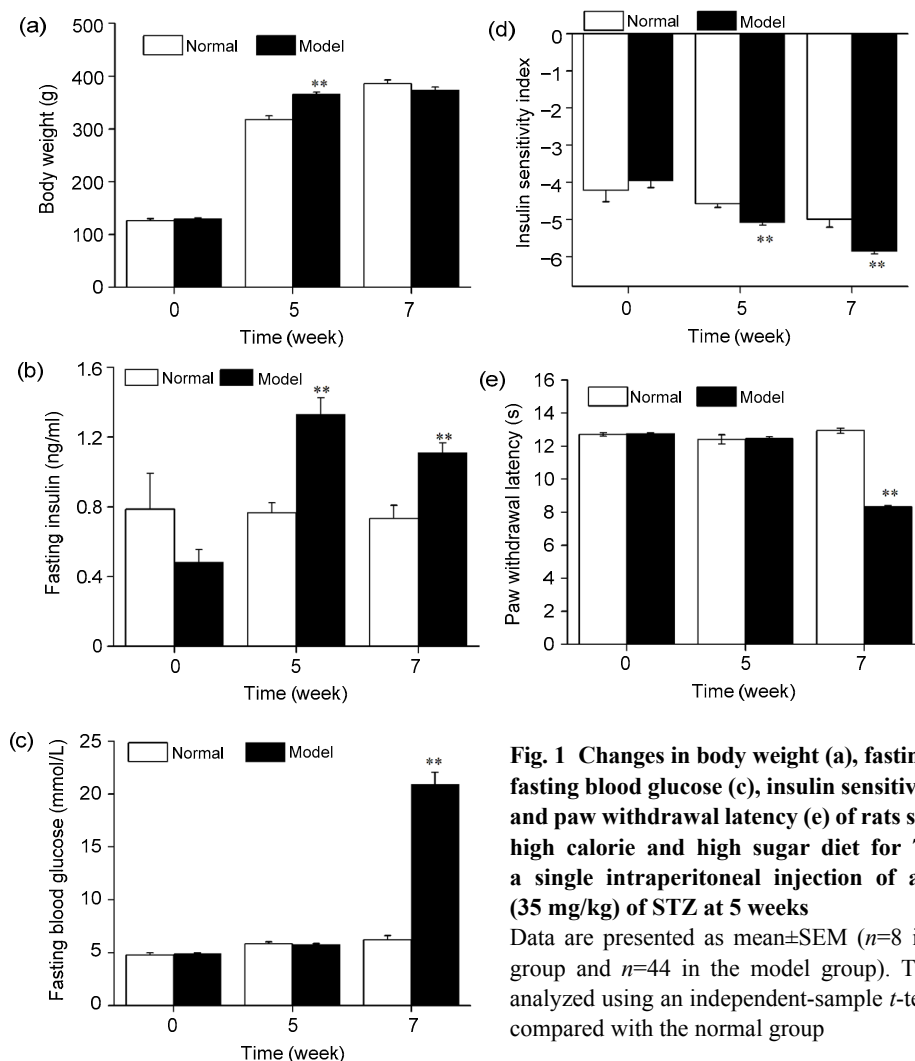 (a)
Body weight (g)
500
400
300
200
100
0
Normal Model
**
0 5 7
Time (week)
(b)
Fasting insulin (ng/ml)
1.6
1.2
0.8
0.4
0
Normal Model
**
**
0 5 7
Time (week)
(c)
Fasting blood glucose (mmol/L)
25
20
15
10
5
0
Normal
Model
**
0 5 7
Time (week)
(d)
Insulin sensitivity index
0
−1
−2
−3
−4
−5
−6
Normal Model
**
**
0 5 7
Time (week)
(e)
Paw withdrawal latency (s)
16
14
12
10
8
6
4
2
0
Normal Model
**
0 5 7
Time (week)
Fig. 1 Changes in body weight (a),
fasting blood glucose (c), insulin
and paw withdrawal latency (e) of rats
high calorie and high sugar diet for
a single intraperitoneal injection of
(35 mg/kg) of STZ at 5 weeks
Data are presented as mean±SEM (n=8
group and n=44 in the model group).
analyzed using an independent-sample
compared with the normal group